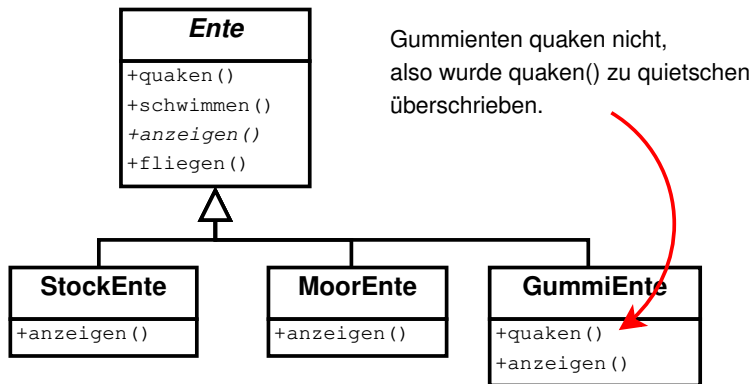 Ente
+quaken()
+schwimmen()
+anzeigen()
+fliegen()
Gummienten quaken nicht,
also wurde quaken() zu quietschen
überschrieben.
StockEnte
+anzeigen()
MoorEnte
+anzeigen()
GummiEnte
+quaken()
+anzeigen()